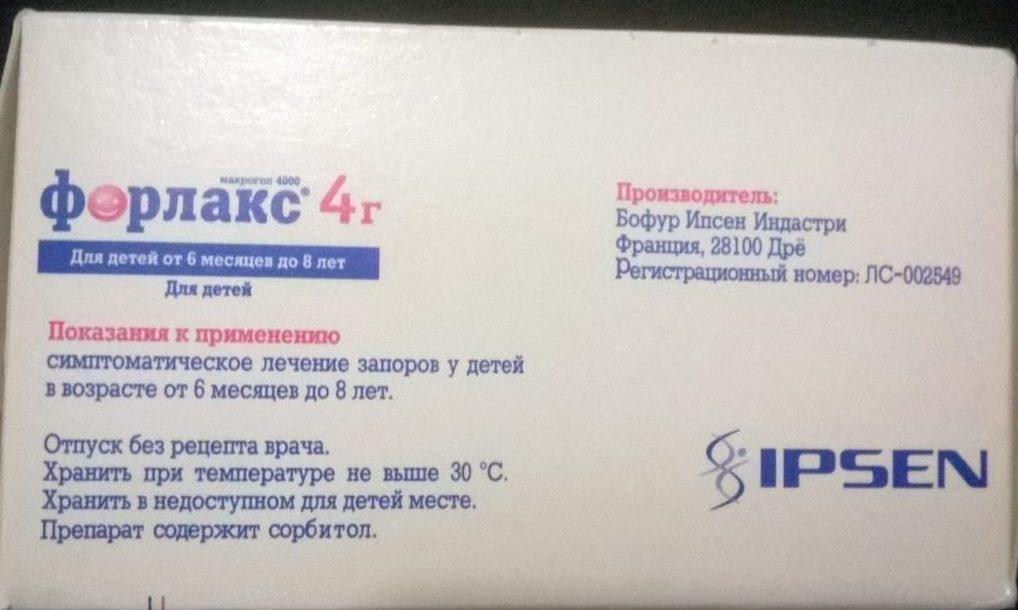 макрогол 4000
форлакс® 4г
Для детей от 6 месяцев до 8 лет
Для детей
Показания к применению
симптоматическое лечение запоров у детей
в возрасте от 6 месяцев до 8 лет.
Отпуск без рецепта врача.
Хранить при температуре не выше 30 °С.
Хранить в недоступном для детей месте.
Препарат содержит сорбитол.
Производитель:
Бофур Ипсен Индастри
Франция, 28100 Дрё
Регистрационный номер: ЛС-002549
IPSEN